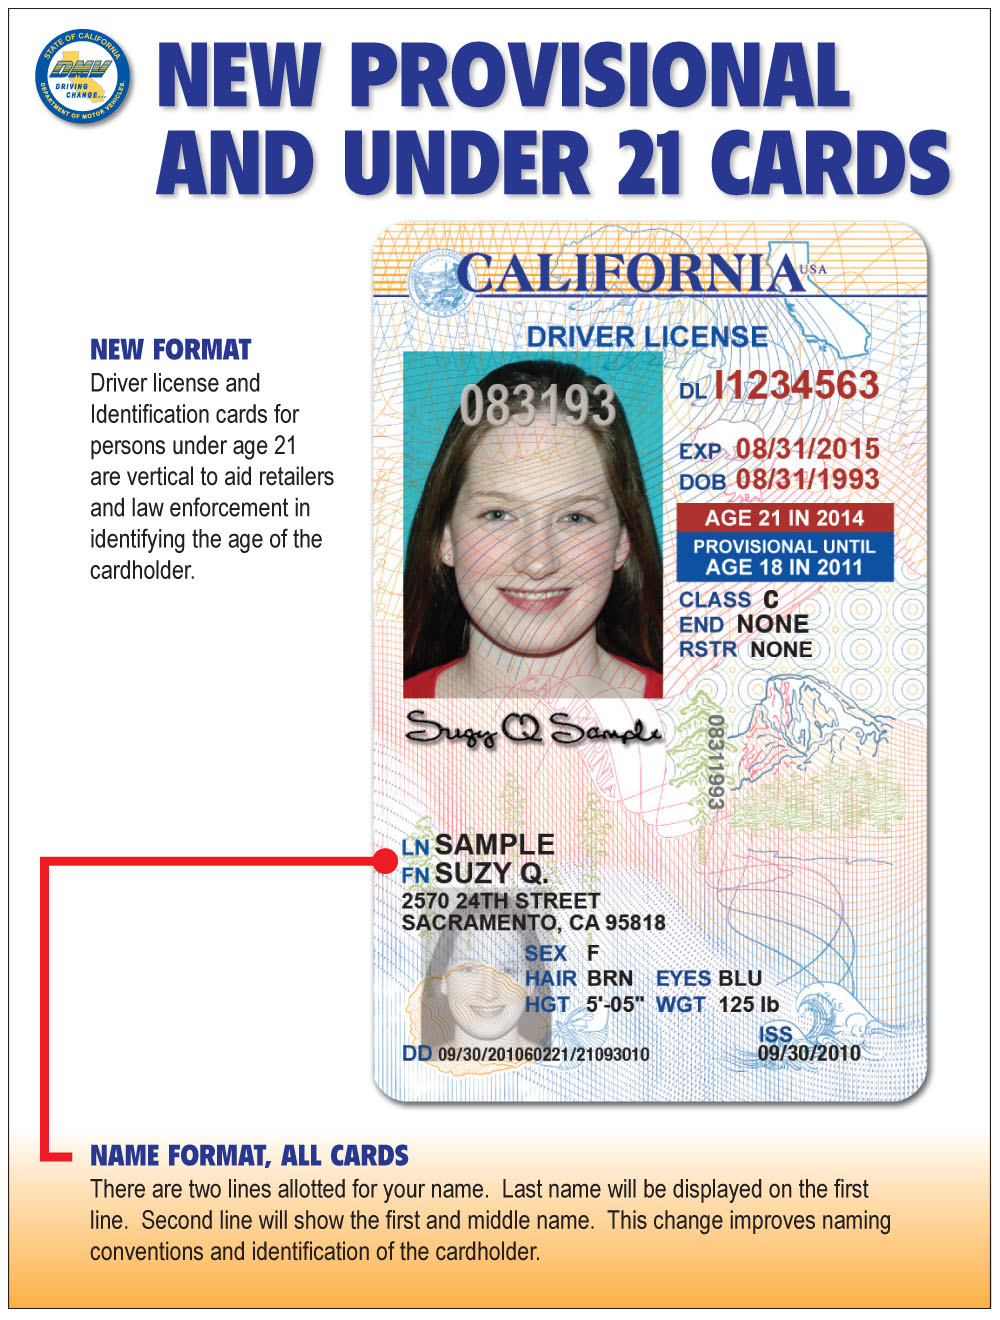 STATE OF CALIFORNIA
DMV
DRIVING
CHANGE...
DEPARTMENT OF MOTOR VEHICLES
NEW PROVISIONAL
AND UNDER 21 CARDS
CALIFORNIA USA
DRIVER LICENSE
NEW FORMAT
Driver license and
Identification cards for
persons under age 21
are vertical to aid retailers
and law enforcement in
identifying the age of the
cardholder.
083193
DL I1234563
EXP 08/31/2015
DOB 08/31/1993
AGE 21 IN 2014
PROVISIONAL UNTIL
AGE 18 IN 2011
CLASS C
END NONE
RSTR NONE
Suzy Q Sample
08311993
LN SAMPLE
FN SUZY Q.
2570 24TH STREET
SACRAMENTO, CA 95818
SEX F
HAIR BRN EYES BLU
HGT 5'-05" WGT 125 lb
ISS
DD 09/30/201060221/21093010 09/30/2010
NAME FORMAT, ALL CARDS
There are two lines allotted for your name. Last name will be displayed on the first
line. Second line will show the first and middle name. This change improves naming
conventions and identification of the cardholder.